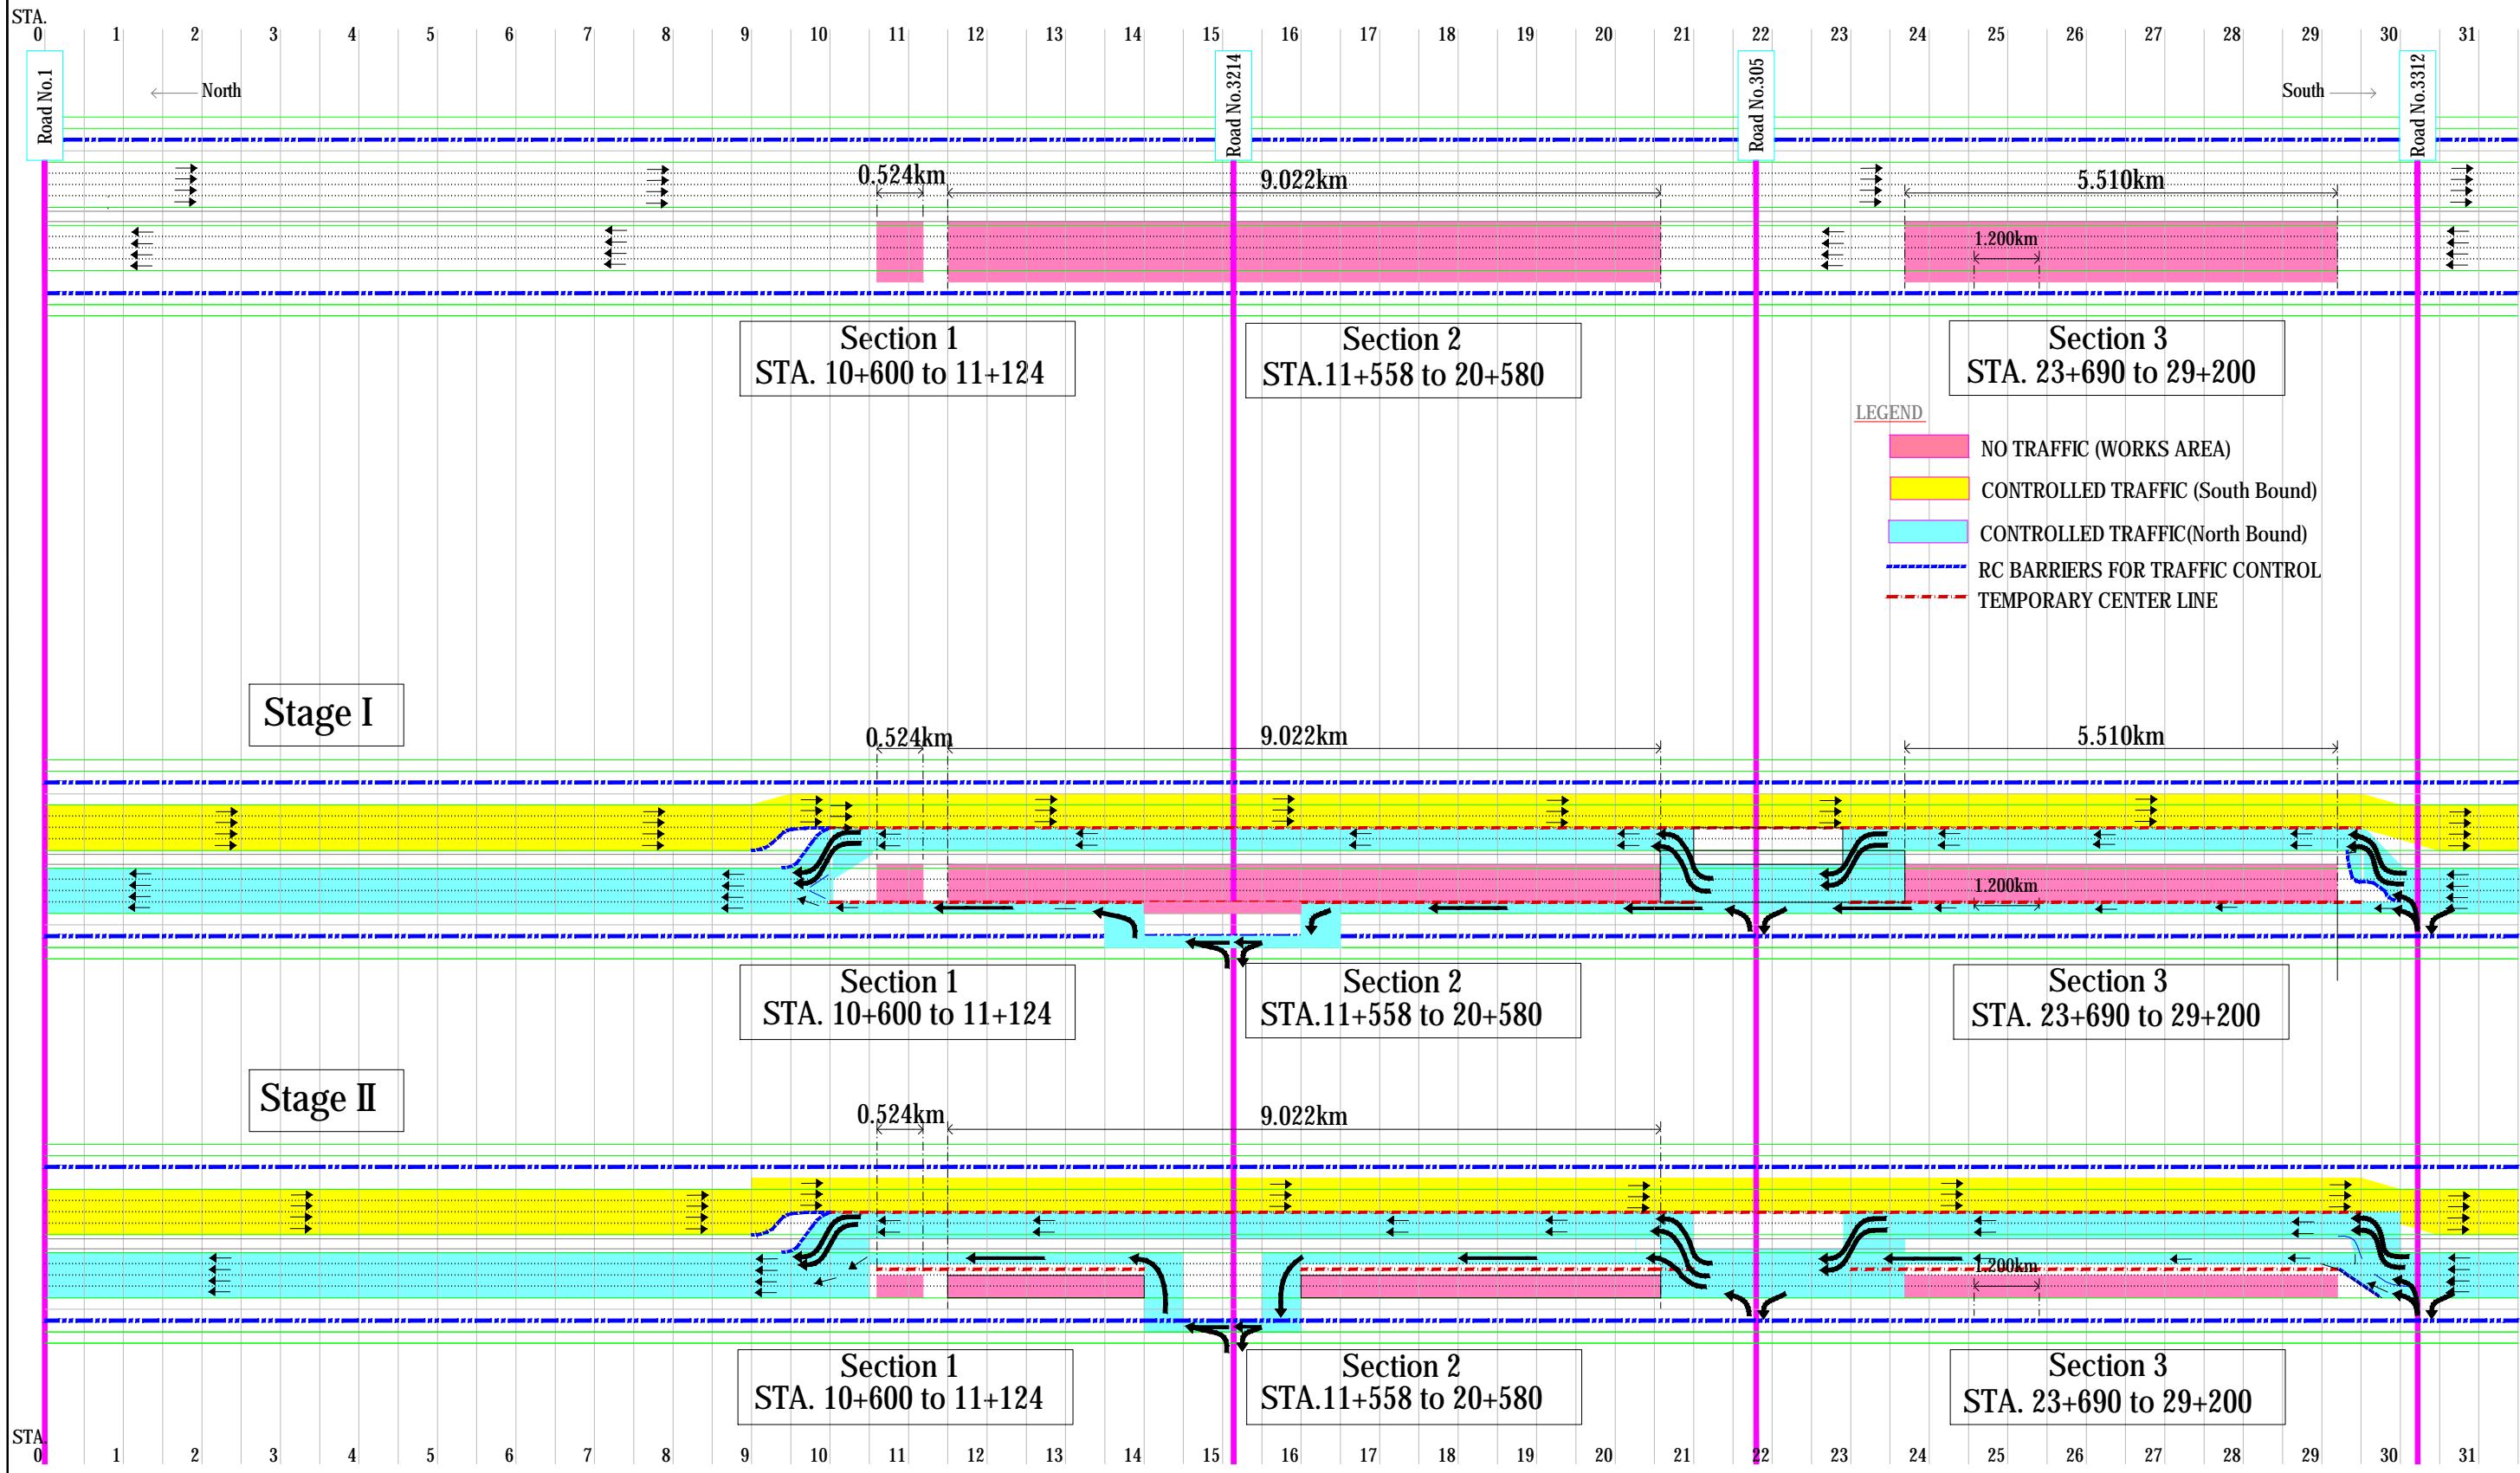 STA.
0 1 2 3 4 5 6 7 8 9 10 11 12 13 14 15 16 17 18 19 20 21 22 23 24 25 26 27 28 29 30 31
Road No.1
Road No.3214
Road No.305
Road No.3312
North
South
0.524km
9.022km
5.510km
1.200km
Section 1
STA. 10+600 to 11+124
Section 2
STA.11+558 to 20+580
Section 3
STA. 23+690 to 29+200
LEGEND
NO TRAFFIC (WORKS AREA)
CONTROLLED TRAFFIC (South Bound)
CONTROLLED TRAFFIC(North Bound)
RC BARRIERS FOR TRAFFIC CONTROL
TEMPORARY CENTER LINE
Stage I
0.524km
9.022km
5.510km
1.200km
Section 1
STA. 10+600 to 11+124
Section 2
STA.11+558 to 20+580
Section 3
STA. 23+690 to 29+200
Stage II
0.524km
9.022km
1.200km
Section 1
STA. 10+600 to 11+124
Section 2
STA.11+558 to 20+580
Section 3
STA. 23+690 to 29+200
STA.
0 1 2 3 4 5 6 7 8 9 10 11 12 13 14 15 16 17 18 19 20 21 22 23 24 25 26 27 28 29 30 31